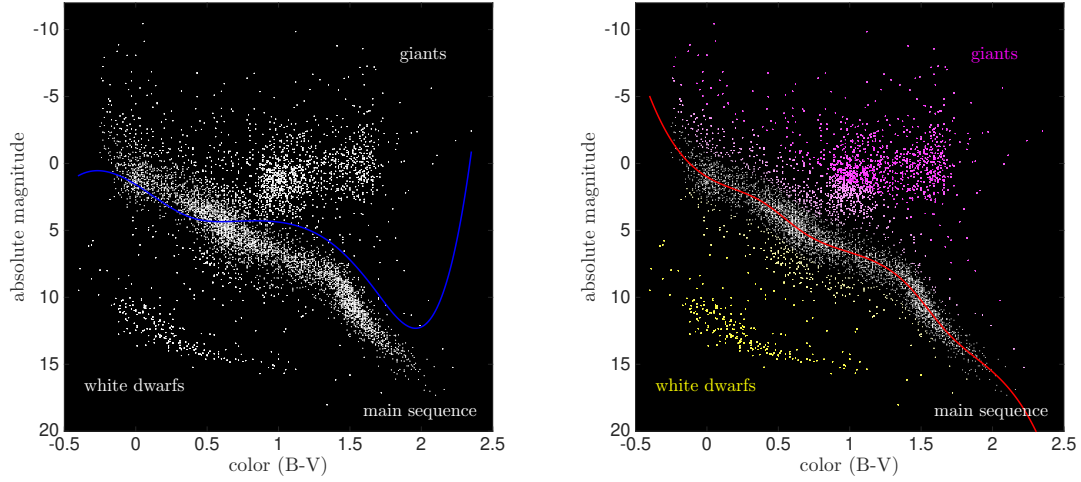 -10
giants
-5
0
absolute magnitude
5
10
15
white dwarfs
main sequence
20
-0.5 0 0.5 1 1.5 2 2.5
color (B-V)
-10
giants
-5
0
absolute magnitude
5
10
15
white dwarfs
main sequence
20
-0.5 0 0.5 1 1.5 2 2.5
color (B-V)